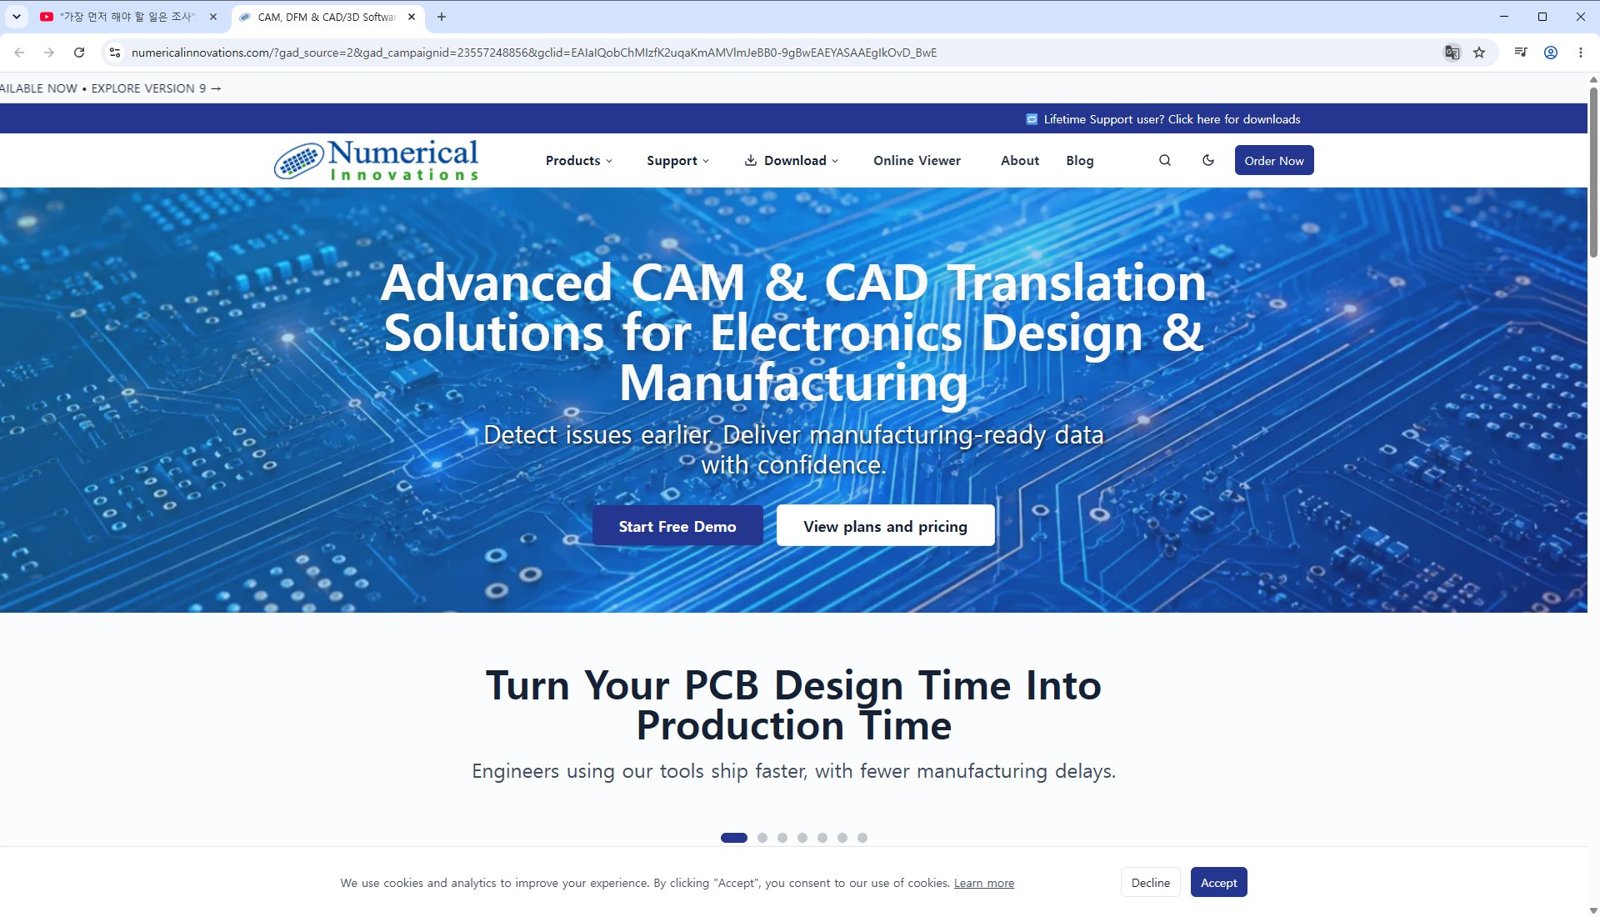 "가장 먼저 해야 할 일은 조사"
CAM, DFM & CAD/3D Softwar
numericalinnovations.com/?gad_source=2&gad_campaignid=23557248856&gclid=
AILABLE NOW • EXPLORE VERSION 9 →
Lifetime Support user? Click here for downloads
Numerical
Innovations
Products
Support
Download
Online Viewer
About
Blog
Order Now
Advanced CAM & CAD Translation
Solutions for Electronics Design &
Manufacturing
Detect issues earlier. Deliver manufacturing-ready data
with confidence.
Start Free Demo
View plans and pricing
Turn Your PCB Design Time Into
Production Time
Engineers using our tools ship faster, with fewer manufacturing delays.
We use cookies and analytics to improve your experience. By clicking "Accept", you consent to our use of cookies. Learn more
Decline
Accept